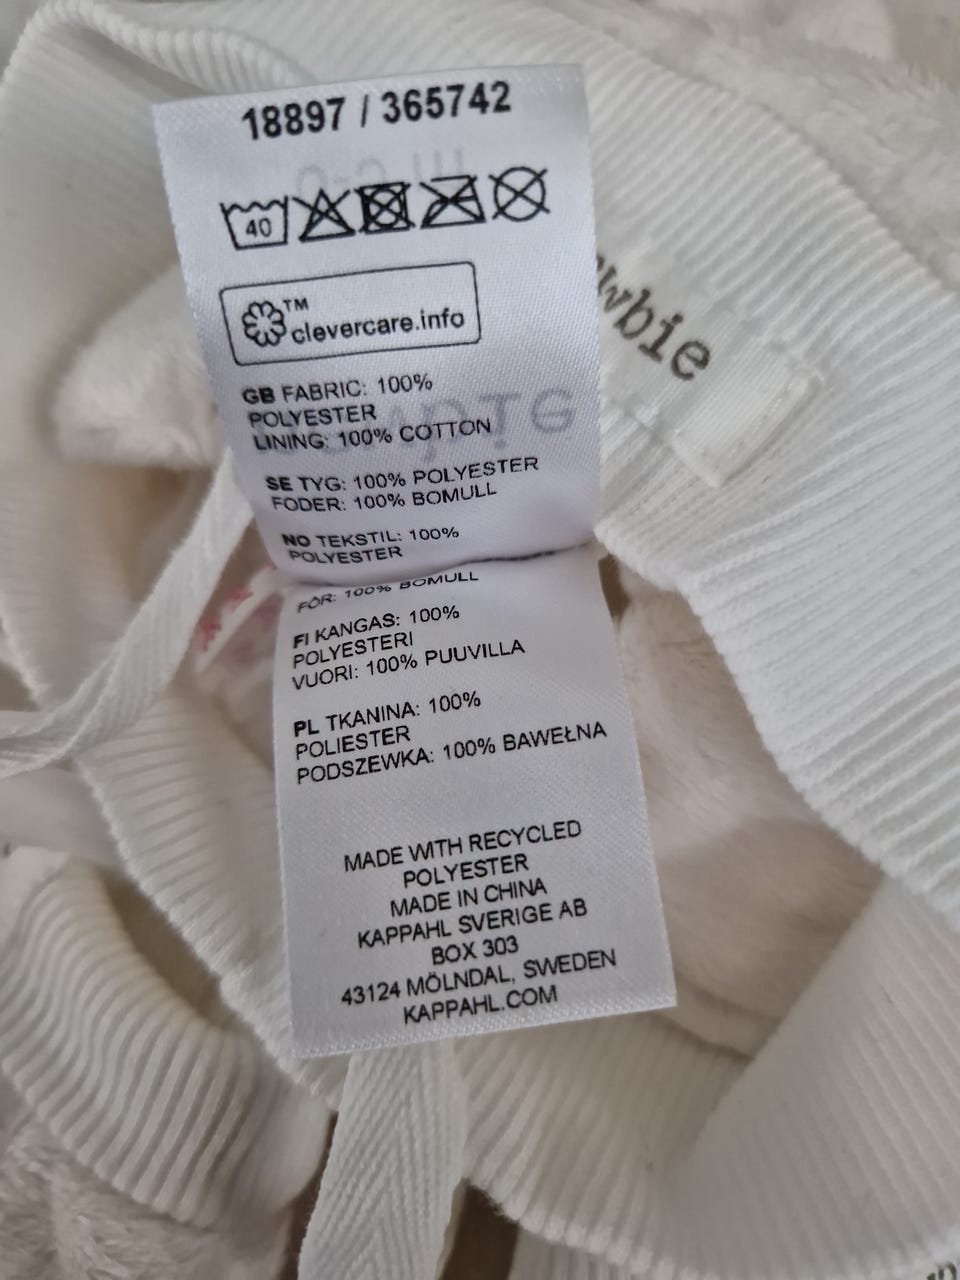 18897 / 365742
40
TM
clevercare.info
GB FABRIC: 100%
POLYESTER
LINING: 100% COTTON
SE TYG: 100% POLYESTER
FODER: 100% BOMULL
NO TEKSTIL: 100%
POLYESTER
FÔR: 100% BOMULL
FI KANGAS: 100%
POLYESTERI
VUORI: 100% PUUVILLA
PL TKANINA: 100%
POLIESTER
PODSZEWKA: 100% BAWEŁNA
MADE WITH RECYCLED
POLYESTER
MADE IN CHINA
KAPPAHL SVERIGE AB
BOX 303
43124 MÖLNDAL, SWEDEN
KAPPAHL.COM
wbie